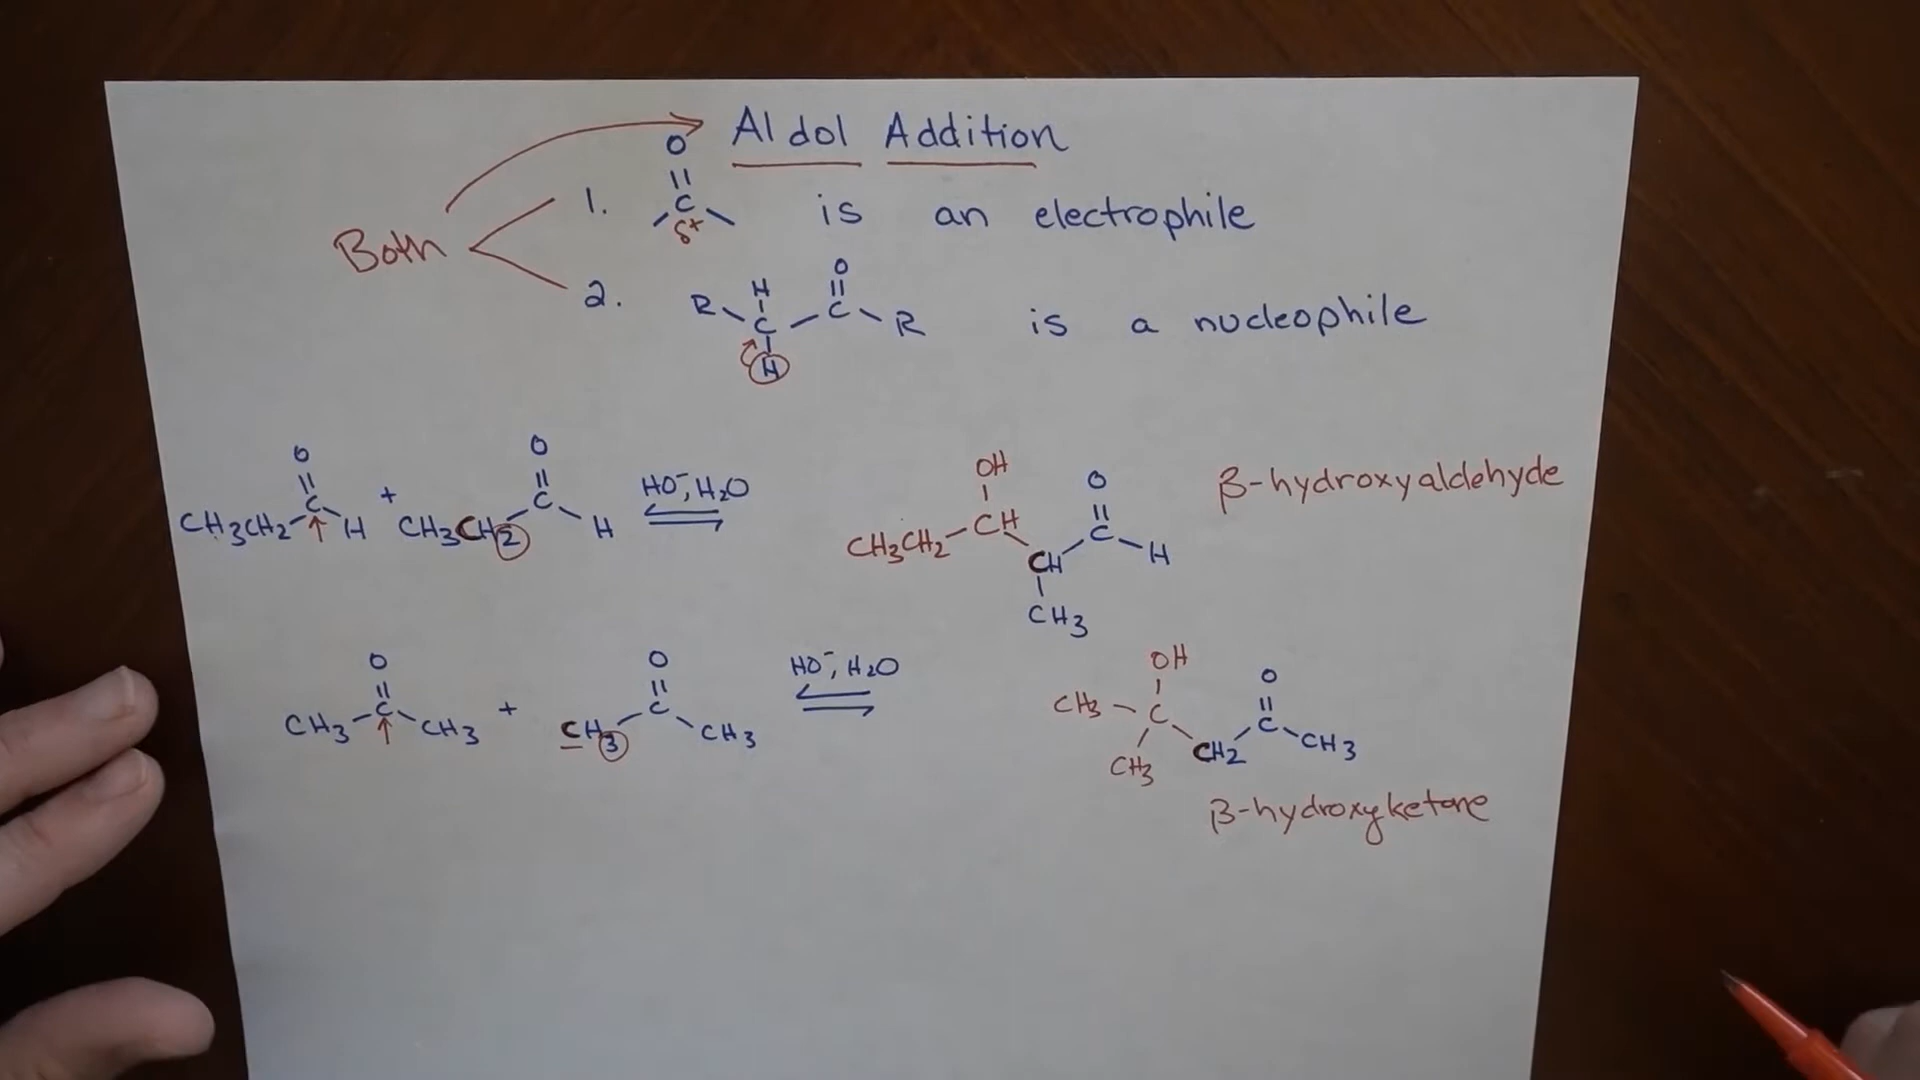 Aldol Addition
O
||
Both 1. C is an electrophile
δ+
H O
||
2. R C C R is a nucleophile
H
O O
|| ||
CH3CH2 C H + CH3CH2 C H HO-, H2O
OH O
||
CH3CH2 CH CH C H β-hydroxyaldehyde
CH3
O O
|| ||
CH3 C CH3 + CH3 C CH3 HO-, H2O
OH O
||
CH3 C CH2 C CH3
CH3
β-hydroxyketone